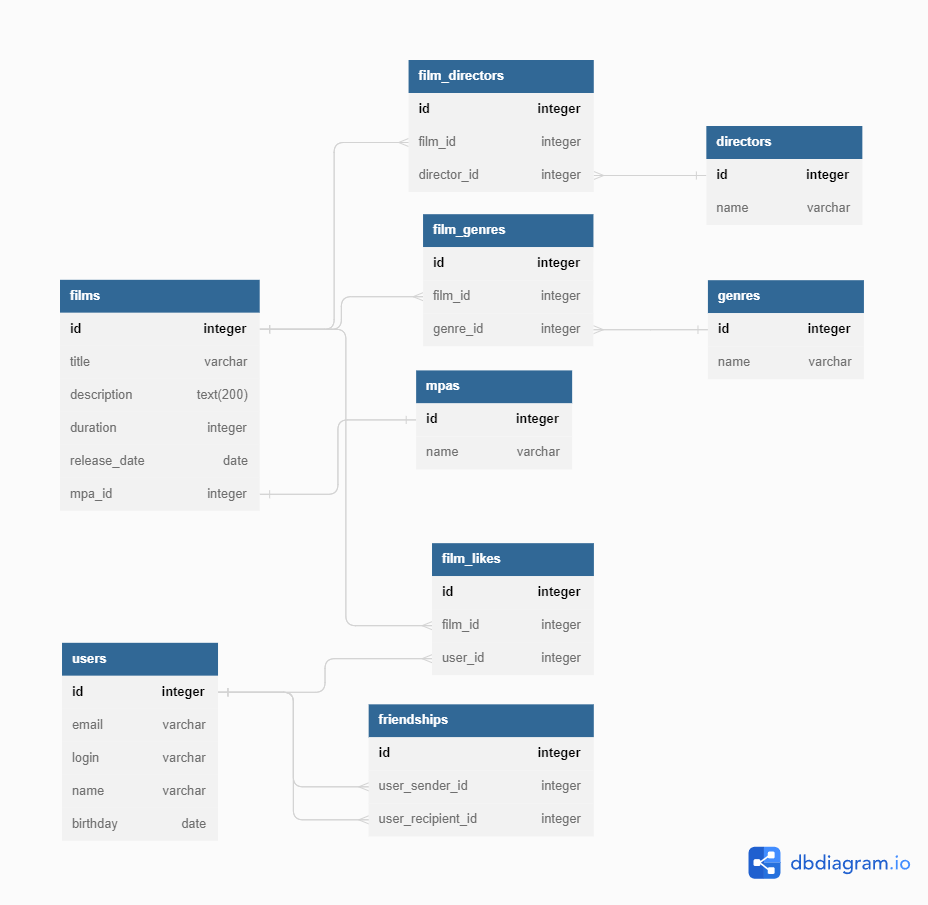 film_directors
id integer
film_id integer
director_id integer
directors
id integer
name varchar
film_genres
id integer
film_id integer
genre_id integer
films
id integer
title varchar
description text(200)
duration integer
release_date date
mpa_id integer
genres
id integer
name varchar
mpas
id integer
name varchar
film_likes
id integer
film_id integer
user_id integer
users
id integer
email varchar
login varchar
name varchar
birthday date
friendships
id integer
user_sender_id integer
user_recipient_id integer
dbdiagram.io